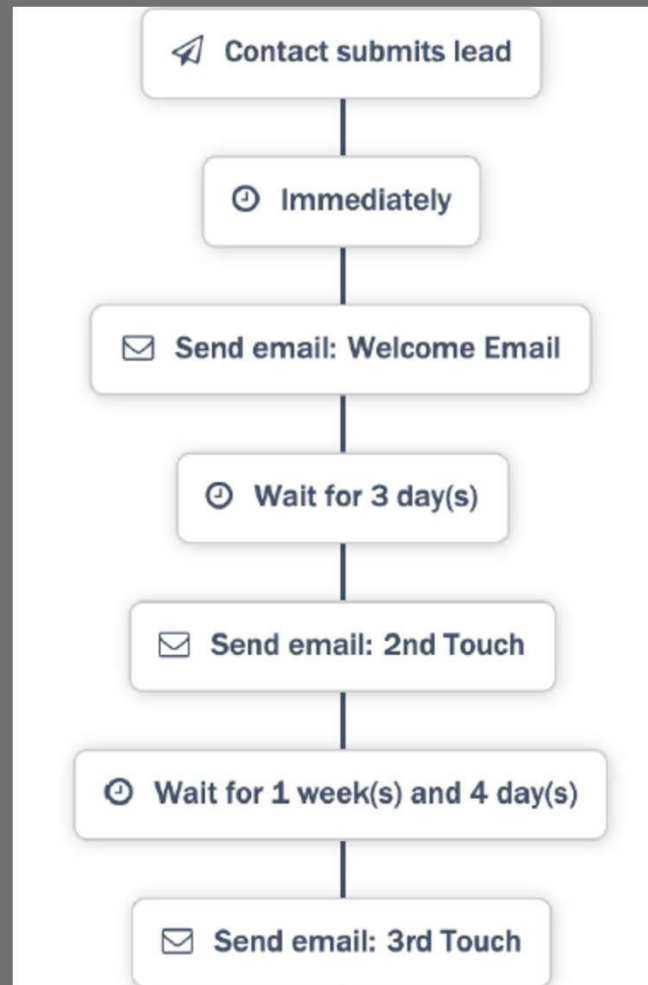 Contact submits lead
Immediately
Send email: Welcome Email
Wait for 3 day(s)
Send email: 2nd Touch
Wait for 1 week(s) and 4 day(s)
Send email: 3rd Touch